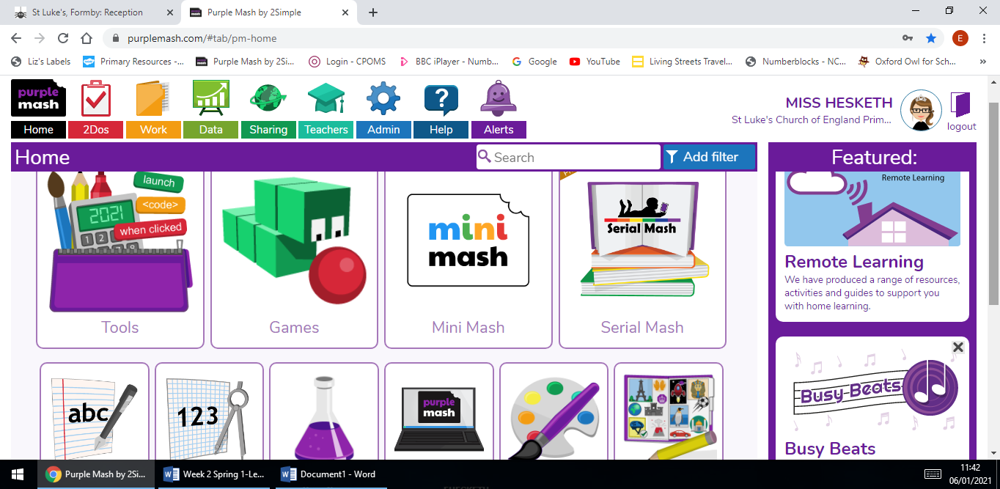 St Luke's, Formby: Reception
Purple Mash by 2Simple
purplemash.com/#tab/pm-home
E
Liz's Labels
Primary Resources -...
Purple Mash by 2Si...
Login - CPOMS
BBC iPlayer - Numb...
Google
YouTube
Living Streets Travel...
Numberblocks - NC...
Oxford Owl for Sch...
»
purple
mash
Home
2Dos
Work
Data
Sharing
Teachers
Admin
Help
Alerts
MISS HESKETH
St Luke's Church of England Prim...
logout
Home
Search
Add filter
Featured:
launch
<code>
when clicked
2021
1 2
Tools
Games
mini
mash
Mini Mash
Serial Mash
Serial Mash
Remote Learning
Remote Learning
We have produced a range of resources,
activities and guides to support you
with home learning.
abc
123
purple
mash
Busy Beats
Busy Beats
Purple Mash by 2Si...
Week 2 Spring 1-Le...
Document1 - Word
11:42
06/01/2021